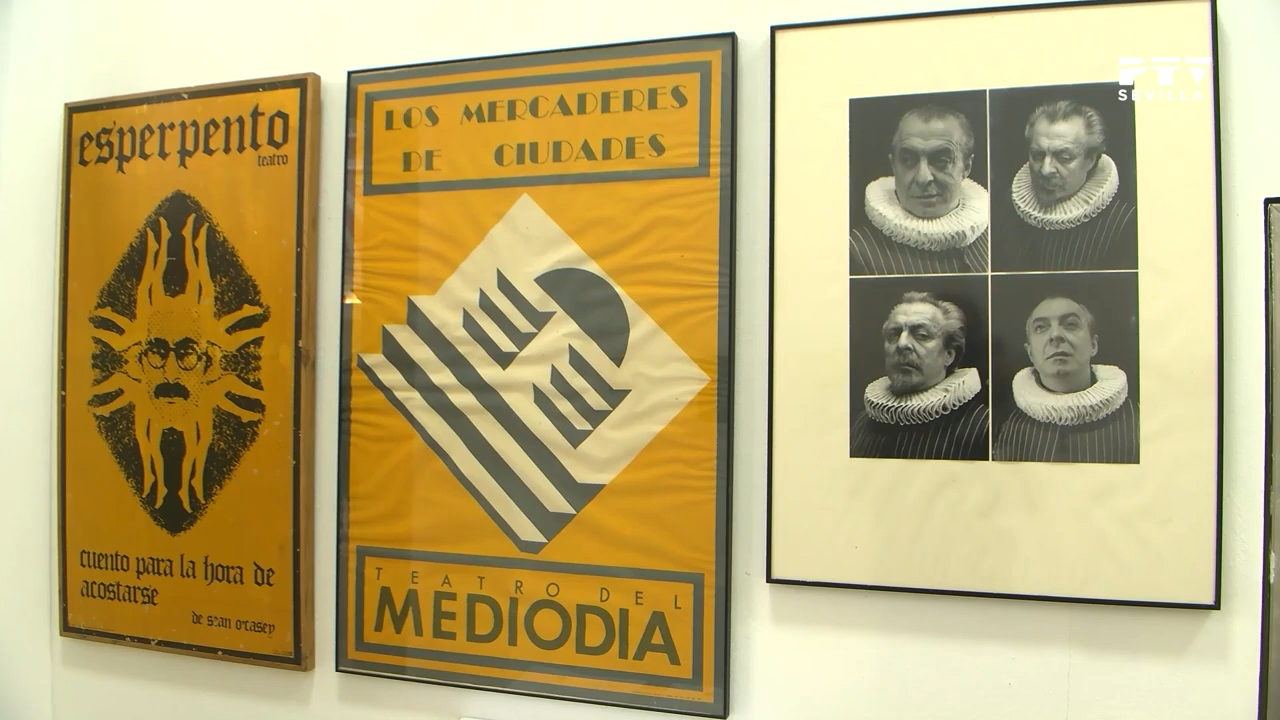 esperpento
teatro
cuento para la hora de
acostarse
de sean o'casey
LOS MERCADERES
DE CIUDADES
TEATRO DEL
MEDIODIA
PTV
SEVILLA